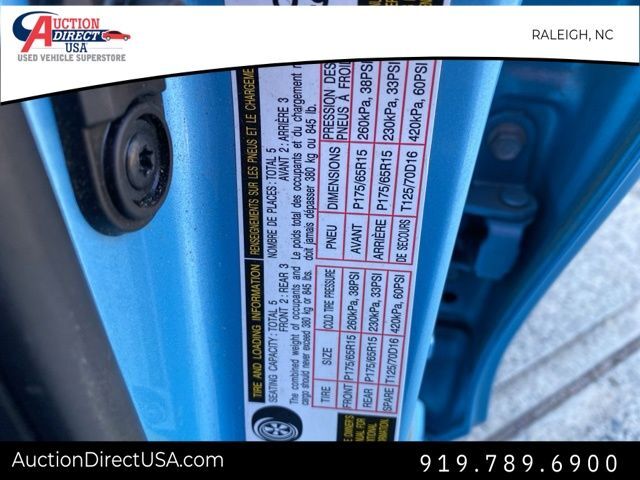 AUCTION
DIRECT
USA
USED VEHICLE SUPERSTORE
RALEIGH, NC
TIRE AND LOADING INFORMATION
RENSEIGNEMENTS SUR LES PNEUS ET LE CHARGEME
SEATING CAPACITY: TOTAL 5
FRONT 2: REAR 3
NOMBRE DE PLACES: TOTAL 5
AVANT 2: ARRIÈRE 3
The combined weight of occupants and
cargo should never exceed 380 kg or 845 lbs.
Le poids total des occupants et du chargement n
doit jamais dépasser 380 kg ou 845 lb.
TIRE SIZE COLD TIRE PRESSURE
FRONT P175/65R15 260kPa, 38PSI
REAR P175/65R15 230kPa, 33PSI
SPARE T125/70D16 420kPa, 60PSI
PNEU DIMENSIONS PRESSION DES PNEUS À FROID
AVANT P175/65R15 260kPa, 38PSI
ARRIÈRE P175/65R15 230kPa, 33PSI
DE SECOURS T125/70D16 420kPa, 60PSI
AuctionDirectUSA.com
919.789.6900